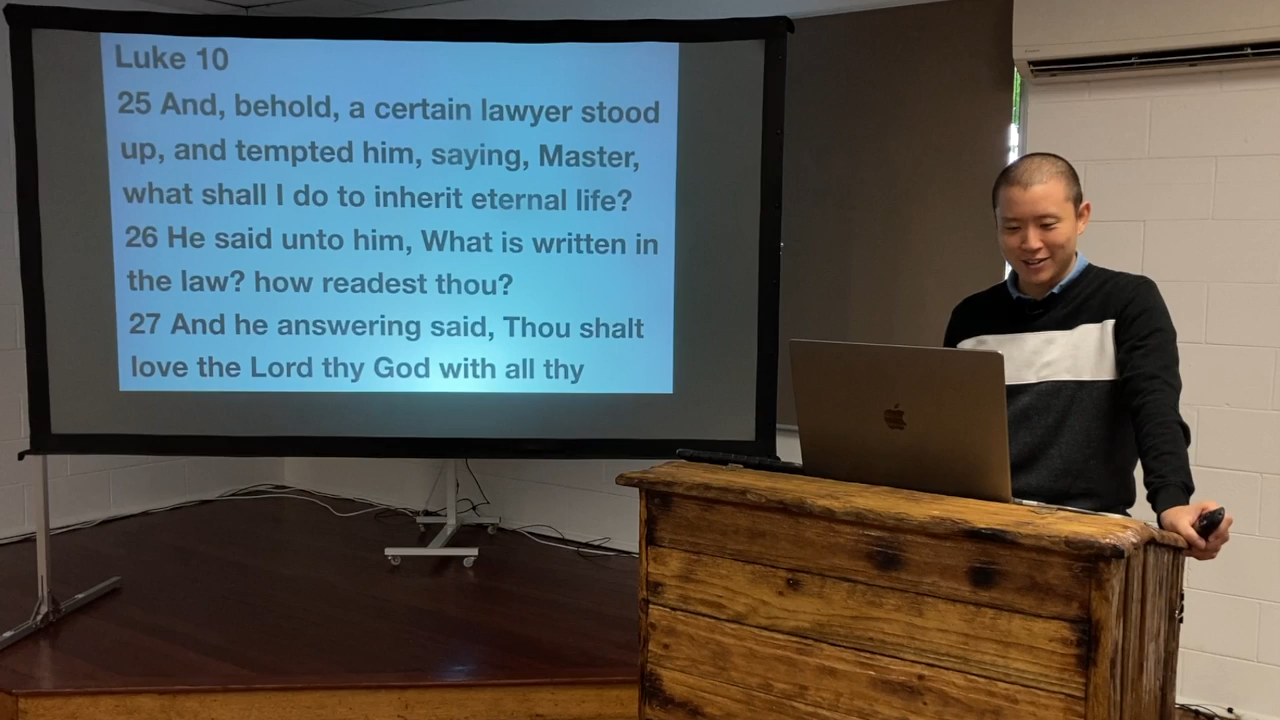 Luke 10
25 And, behold, a certain lawyer stood
up, and tempted him, saying, Master,
what shall I do to inherit eternal life?
26 He said unto him, What is written in
the law? how readest thou?
27 And he answering said, Thou shalt
love the Lord thy God with all thy